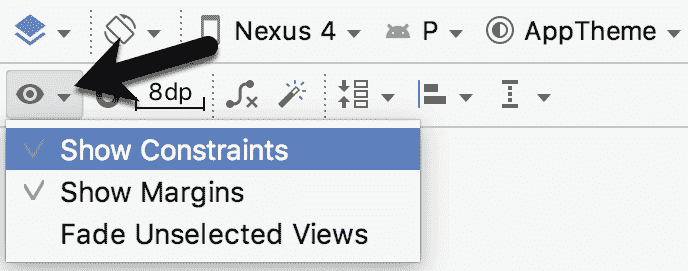 Nexus 4 P AppTheme
8dp
Show Constraints
Show Margins
Fade Unselected Views